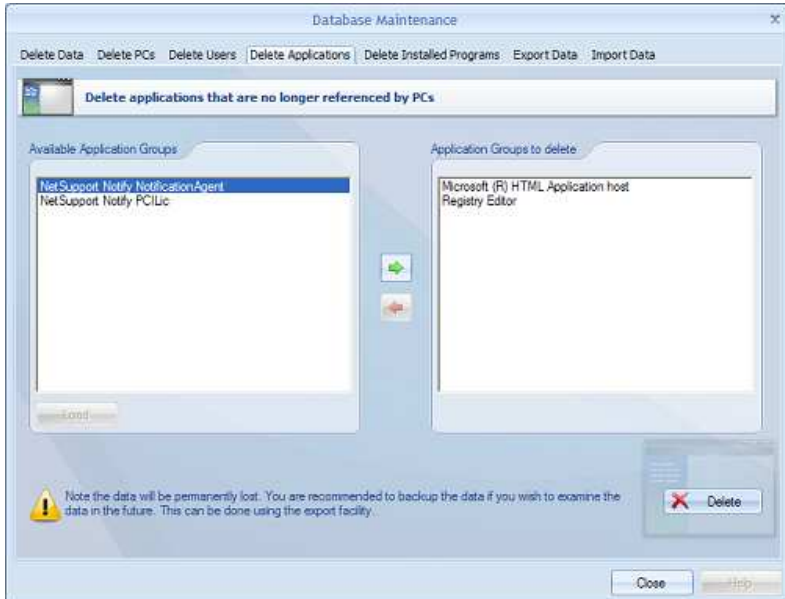 Database Maintenance
Delete Data Delete PCs Delete Users Delete Applications Delete Installed Programs Export Data Import Data
Delete applications that are no longer referenced by PCs
Available Application Groups
NetSupport Notify NotificationAgent
NetSupport Notify PCILic
Load
Application Groups to delete
Microsoft (R) HTML Application host
Registry Editor
Note the data will be permanently lost. You are recommended to backup the data if you wish to examine the
data in the future. This can be done using the export facility.
Delete
Close Help